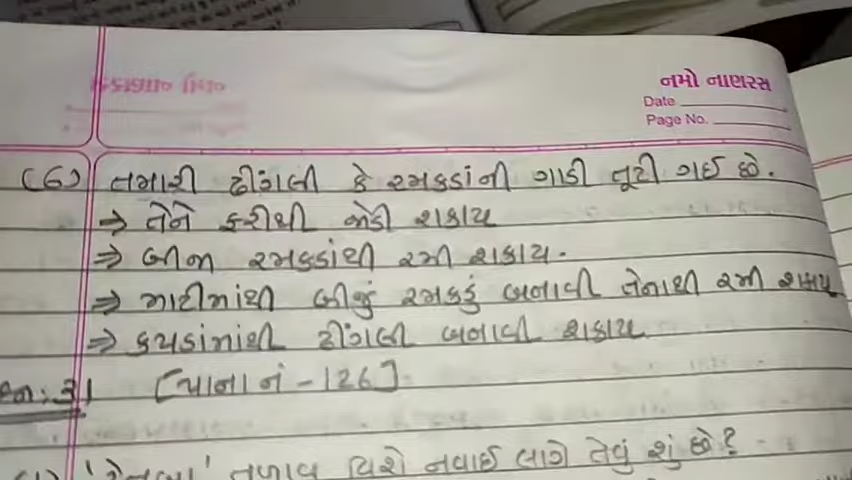 નમો નારાયણ
Date
Page No.
(6) તમારી ઢીંગલી કે રમકડાંની ગાડી તૂટી ગઈ છે.
⇒ તેને ફરીથી જોડી શકાય
⇒ બીજા રમકડાંથી રમી શકાય.
⇒ માટીમાંથી બીજું રમકડું બનાવી તેનાથી રમી શકાય
⇒ કપડાંમાંથી ઢીંગલી બનાવી શકાય
[પાના નં - 126].
તળાવ વિશે નવાઈ લાગે તેવું શું છે?